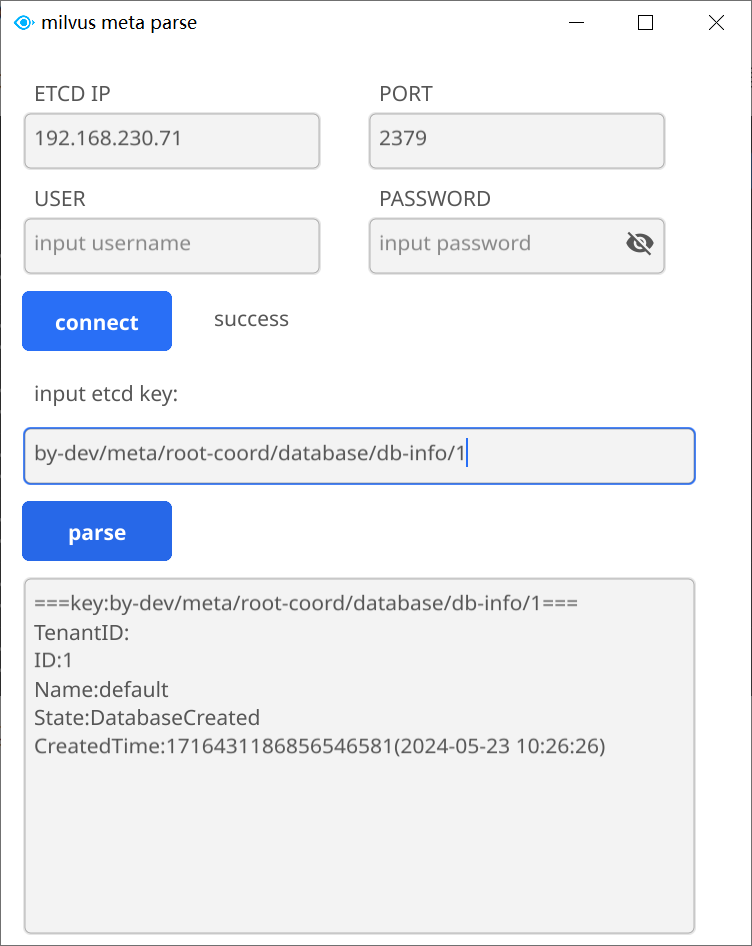 milvus meta parse
ETCD IP
PORT
192.168.230.71
2379
USER
PASSWORD
input username
input password
connect
success
input etcd key:
by-dev/meta/root-coord/database/db-info/1
parse
===key:by-dev/meta/root-coord/database/db-info/1===
TenantID:
ID:1
Name:default
State:DatabaseCreated
CreatedTime:1716431186856546581(2024-05-23 10:26:26)